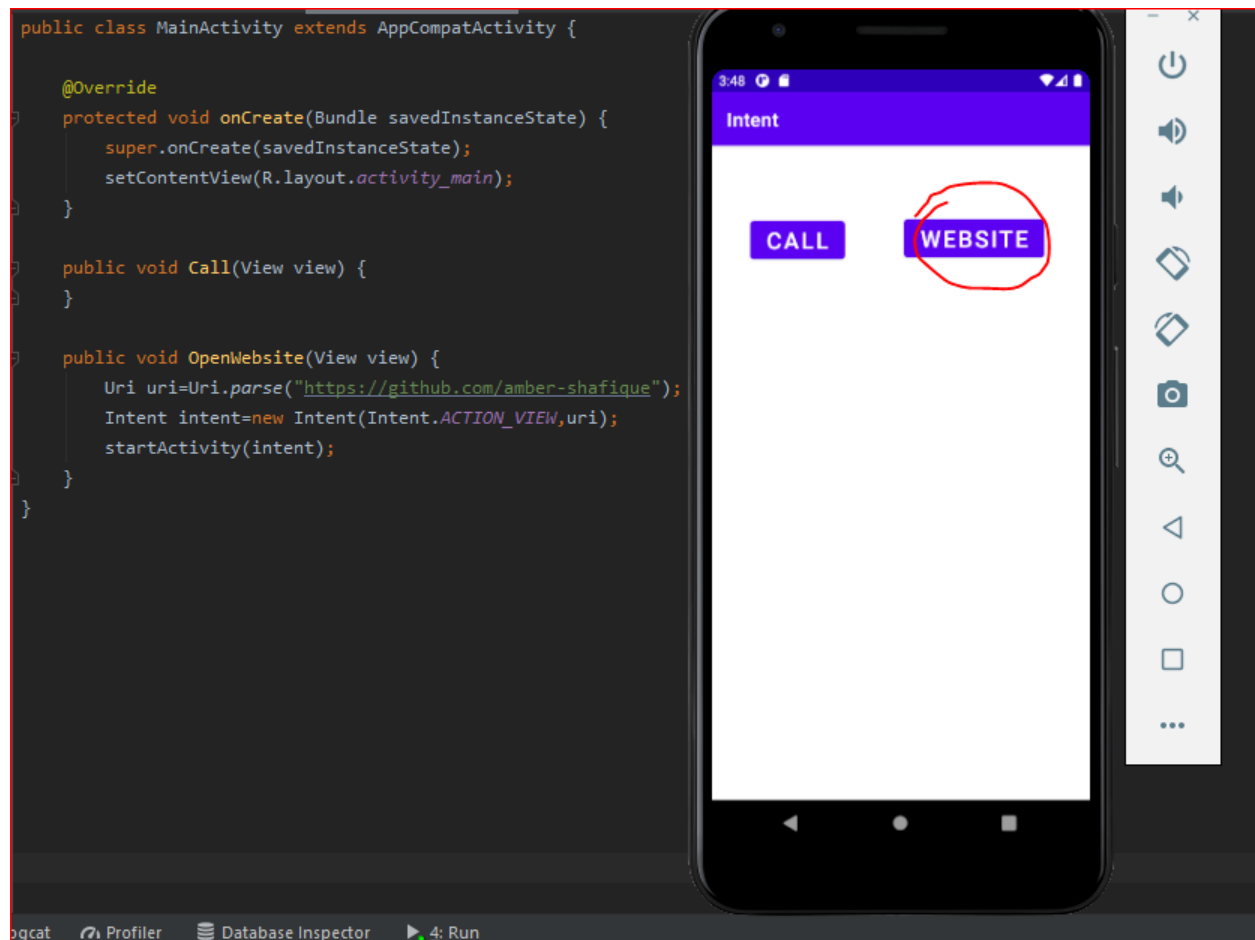 public class MainActivity extends AppCompatActivity {
@Override
protected void onCreate(Bundle savedInstanceState) {
super.onCreate(savedInstanceState);
setContentView(R.layout.activity_main);
}
public void Call(View view) {
}
public void OpenWebsite(View view) {
Uri uri=Uri.parse("https://github.com/amber-shafique");
Intent intent=new Intent(Intent.ACTION_VIEW,uri);
startActivity(intent);
}
}
3:48
Intent
CALL WEBSITE
ogcat Profiler Database Inspector 4: Run